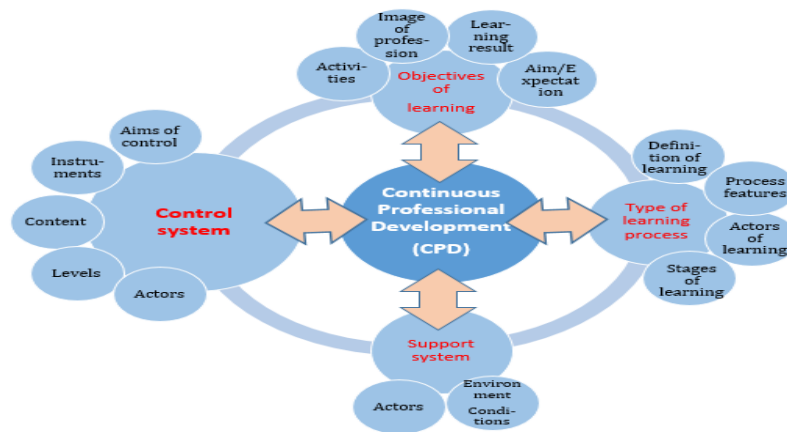 Image
of
profes-
sion
Lear-
ning
result
Activi-
ties
Objectives
of
learning
Aim/E
xpectat
ion
Aims of
control
Instru-
ments
Content
Levels
Actors
Control
system
Continuous
Professional
Development
(CPD)
Defini-
tion of
learning
Process
features
Type of
learning
process
Actors of
learning
Stages
of
learning
Support
system
Actors
Environ
ment
Condi-
tions